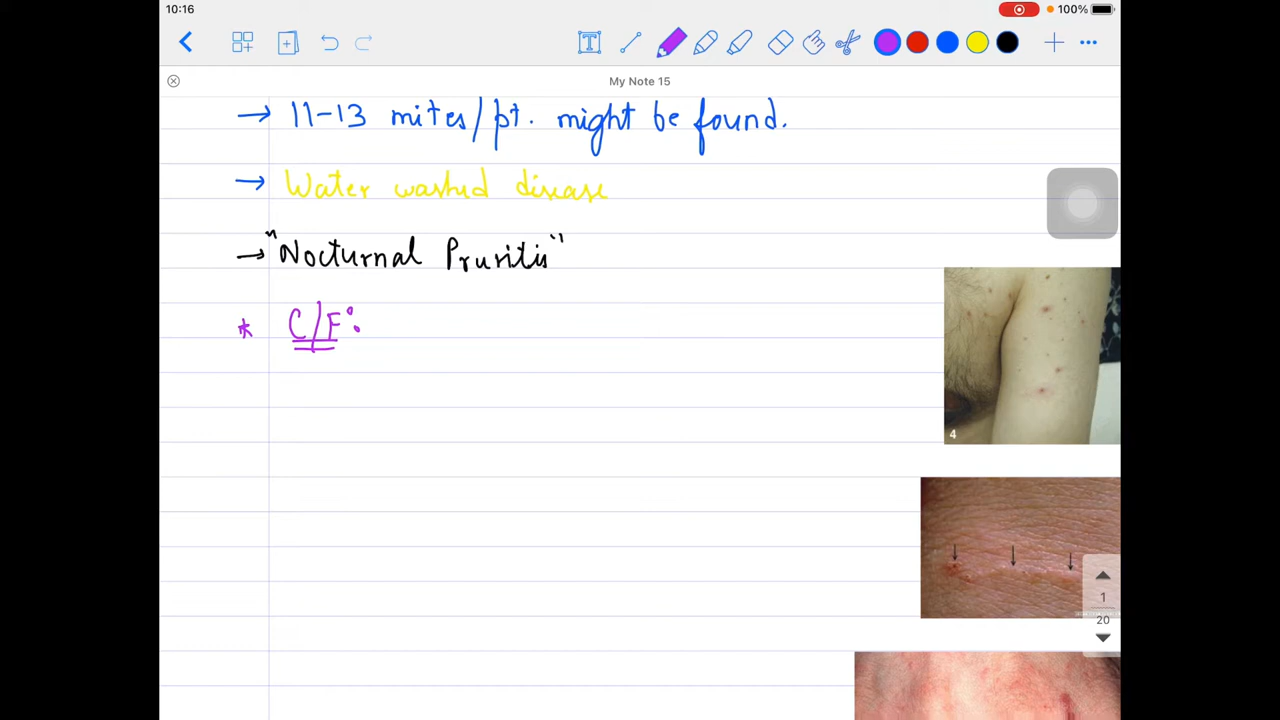 10:16
100%
My Note 15
→ 11-13 mites/pt. might be found.
→ Water washed disease
→ "Nocturnal Pruritis"
* C/F:
4
1
20